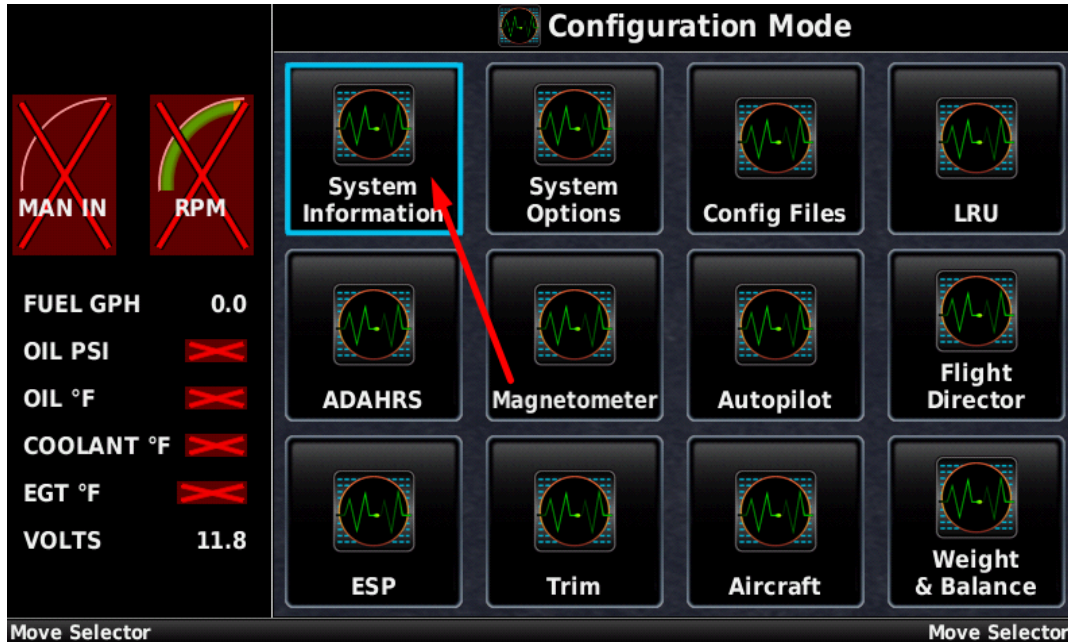 Configuration Mode
MAN IN RPM
FUEL GPH 0.0
OIL PSI
OIL °F
COOLANT °F
EGT °F
VOLTS 11.8
System
Information
System
Options
Config Files
LRU
ADAHRS
Magnetometer
Autopilot
Flight
Director
ESP
Trim
Aircraft
Weight
& Balance
Move Selector Move Selector